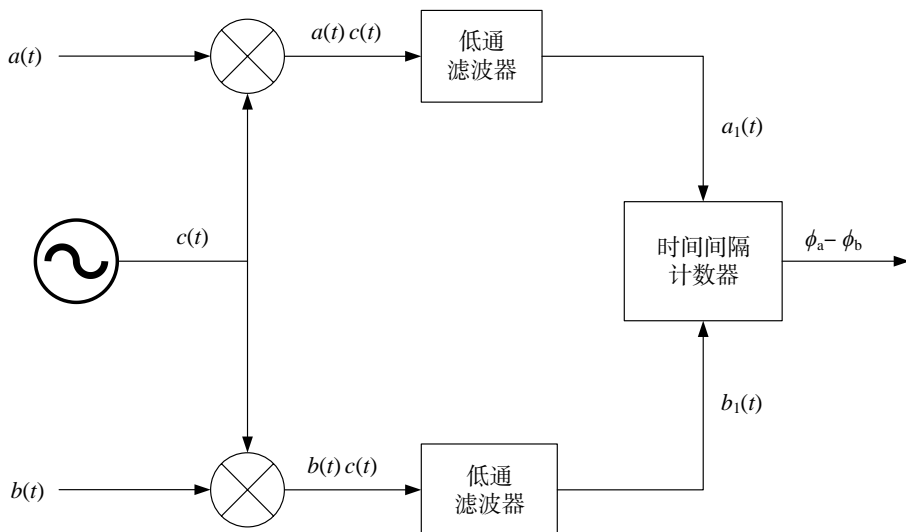 a(t)
a(t) c(t)
低通
滤波器
a₁(t)
c(t)
时间间隔
计数器
ϕₐ− ϕ_b
b₁(t)
b(t)
b(t) c(t)
低通
滤波器